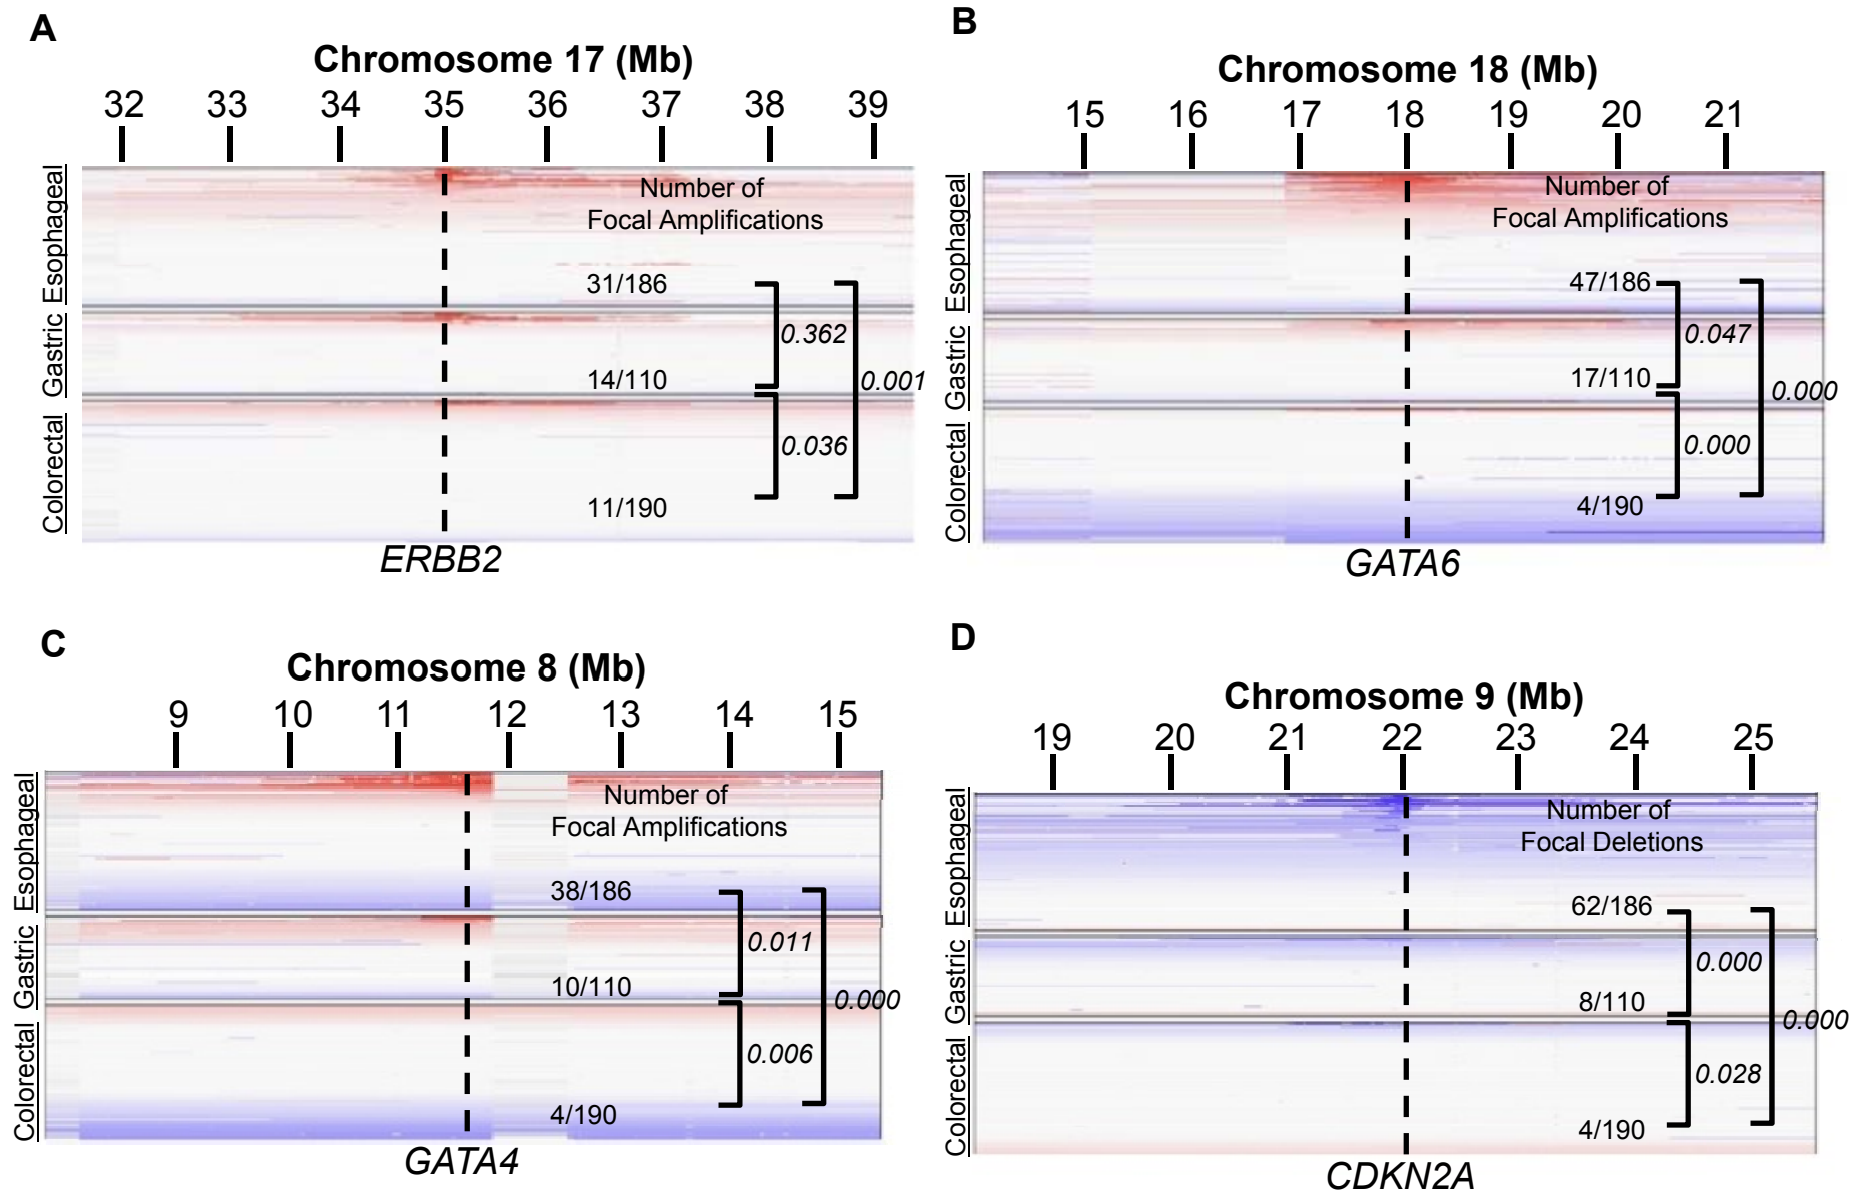 A
Chromosome 17 (Mb)
32 33 34 35 36 37 38 39
Esophageal
Gastric
Colorectal
Number of
Focal Amplifications
31/186
0.362
14/110
0.001
0.036
11/190
ERBB2
B
Chromosome 18 (Mb)
15 16 17 18 19 20 21
Esophageal
Gastric
Colorectal
Number of
Focal Amplifications
47/186
0.047
17/110
0.000
0.000
4/190
GATA6
C
Chromosome 8 (Mb)
9 10 11 12 13 14 15
Esophageal
Gastric
Colorectal
Number of
Focal Amplifications
38/186
0.011
10/110
0.000
0.006
4/190
GATA4
D
Chromosome 9 (Mb)
19 20 21 22 23 24 25
Esophageal
Gastric
Colorectal
Number of
Focal Deletions
62/186
0.000
8/110
0.000
0.028
4/190
CDKN2A